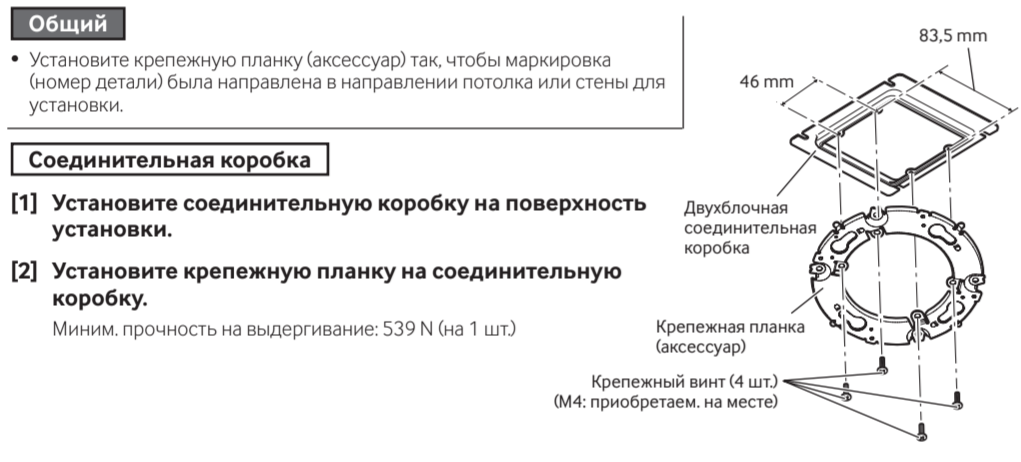 Общий
• Установите крепежную планку (аксессуар) так, чтобы маркировка
(номер детали) была направлена в направлении потолка или стены для
установки.
Соединительная коробка
[1] Установите соединительную коробку на поверхность
установки.
[2] Установите крепежную планку на соединительную
коробку.
Миним. прочность на выдергивание: 539 N (на 1 шт.)
83,5 mm
46 mm
Двухблочная
соединительная
коробка
Крепежная планка
(аксессуар)
Крепежный винт (4 шт.)
(M4: приобретаем. на месте)